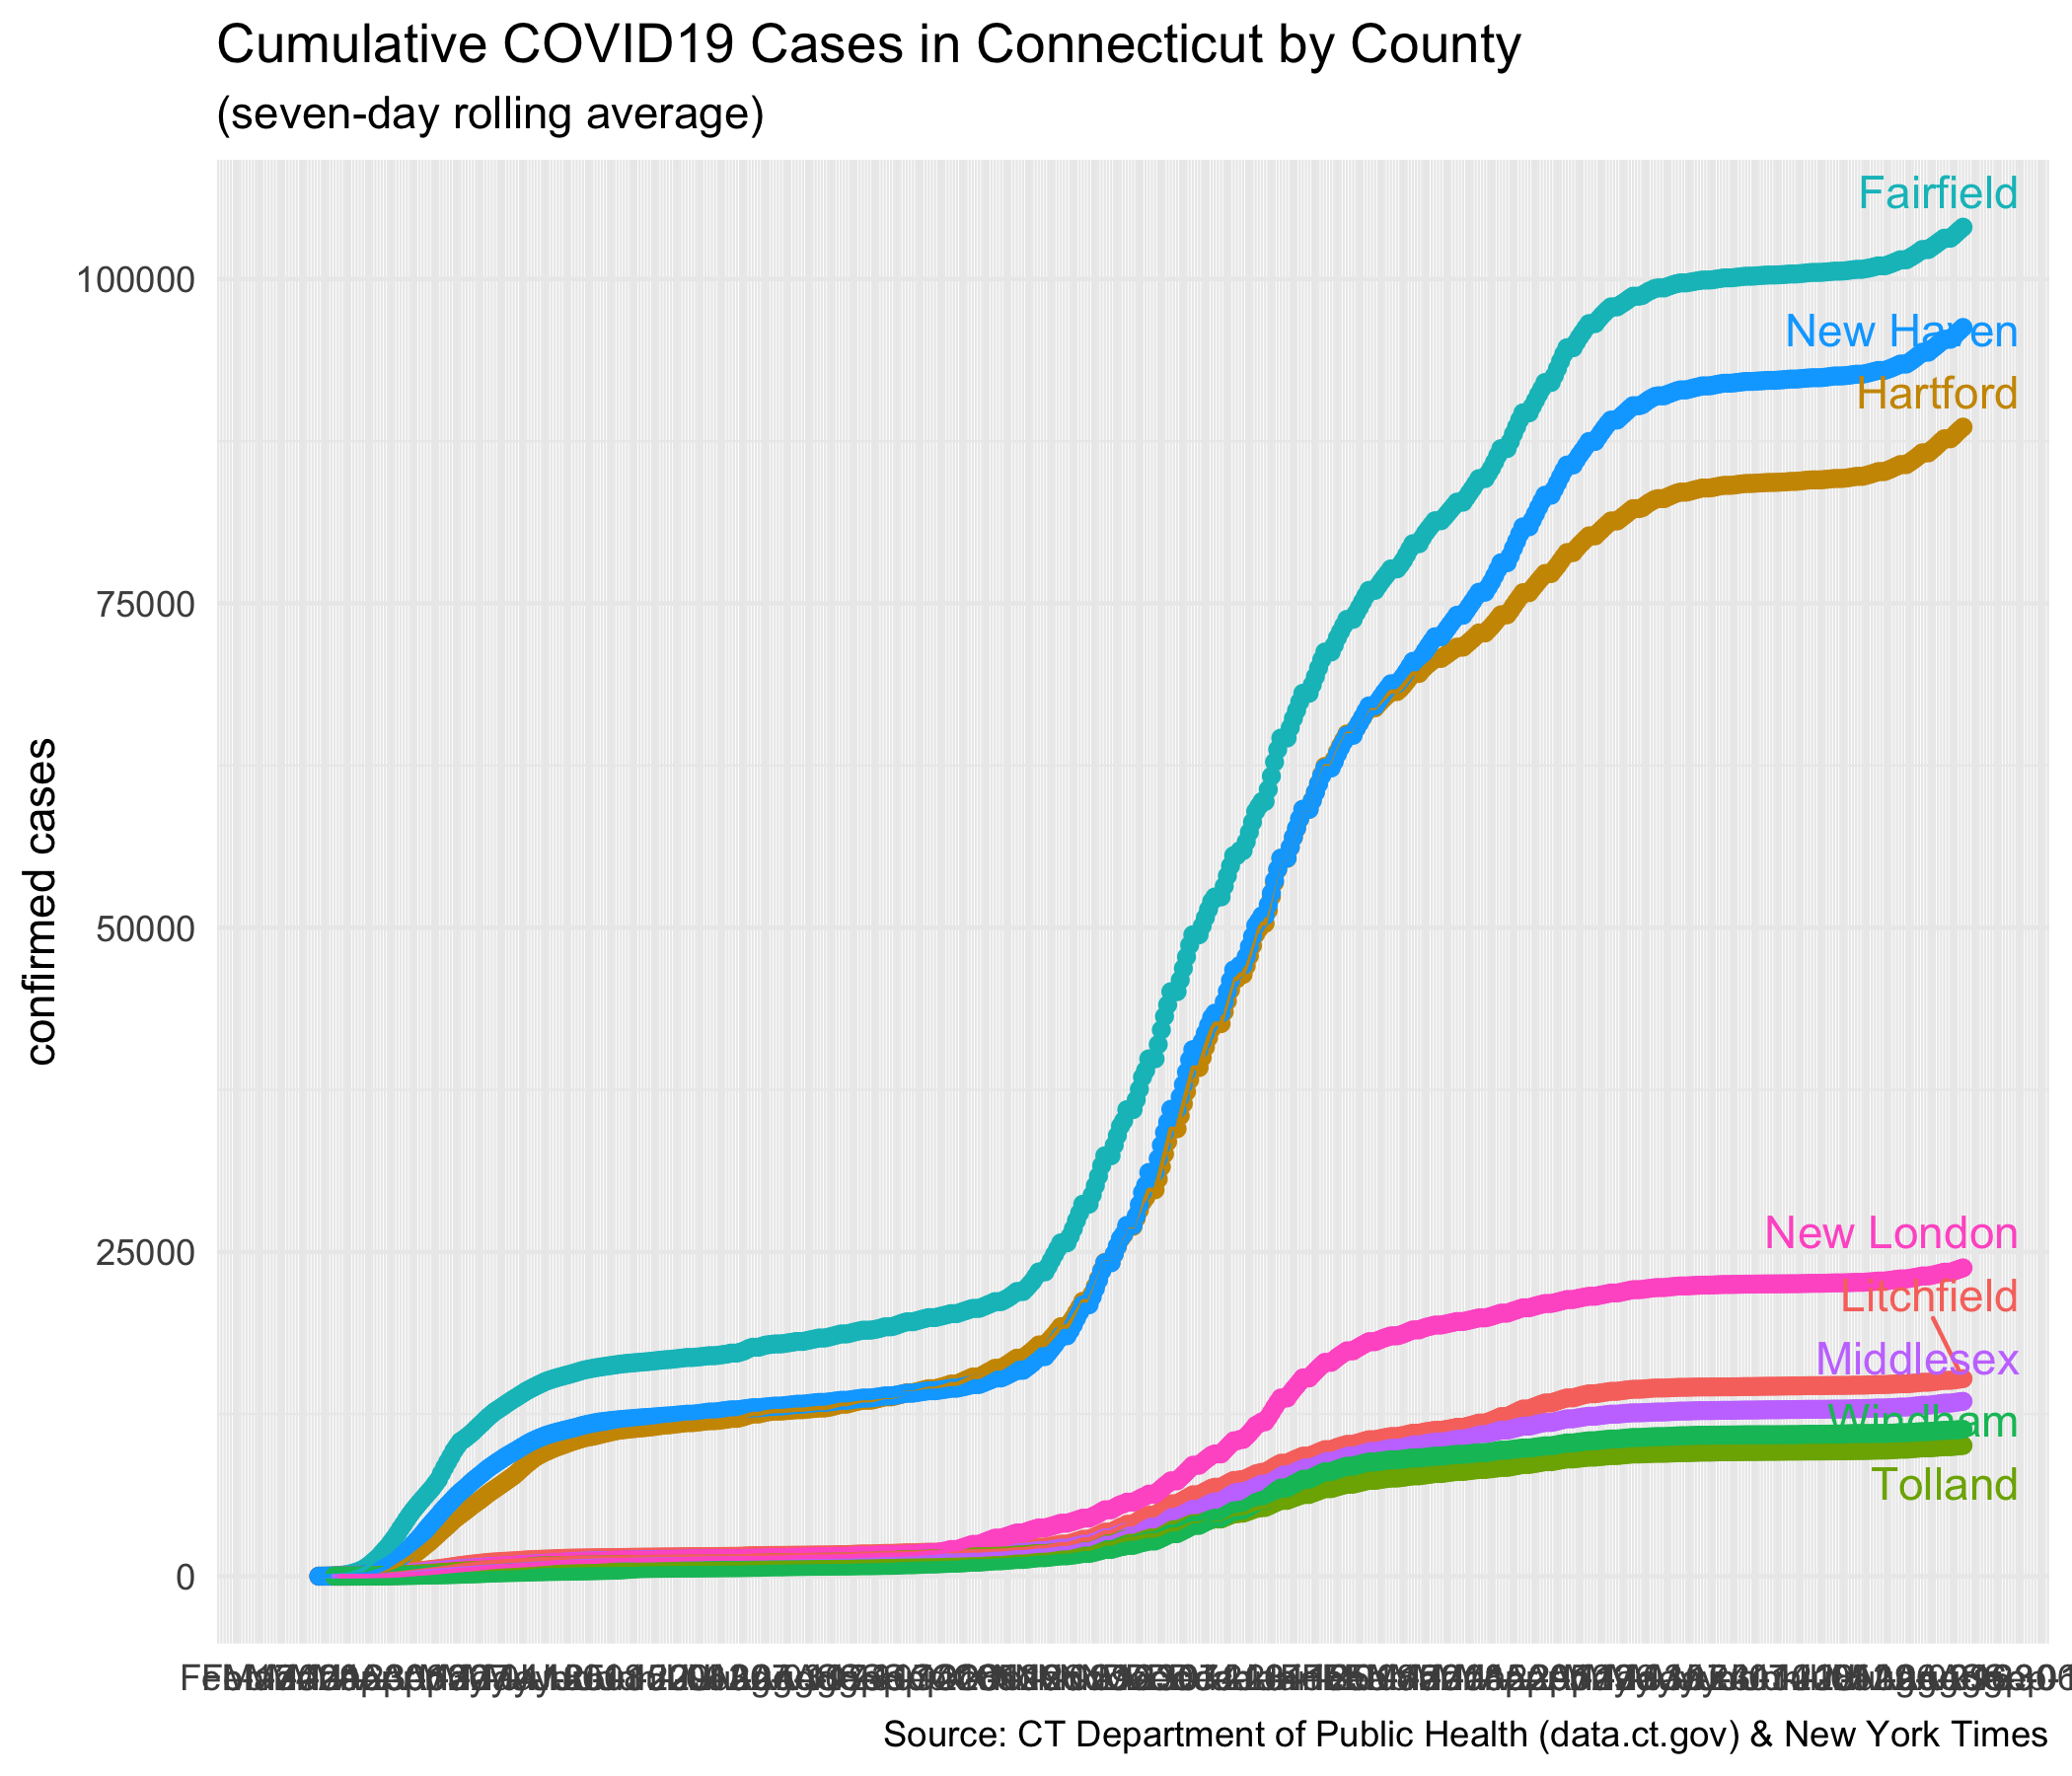 Cumulative COVID19 Cases in Connecticut by County
(seven-day rolling average)
Fairfield
100000
New Haven
Hartford
75000
confirmed cases
50000
New London
25000
Litchfield
Middlesex
Windham
Tolland
0
Source: CT Department of Public Health (data.ct.gov) & New York Times